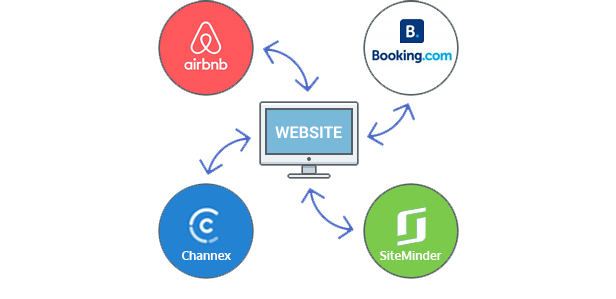 airbnb
B.
Booking.com
WEBSITE
C
Channex
SiteMinder